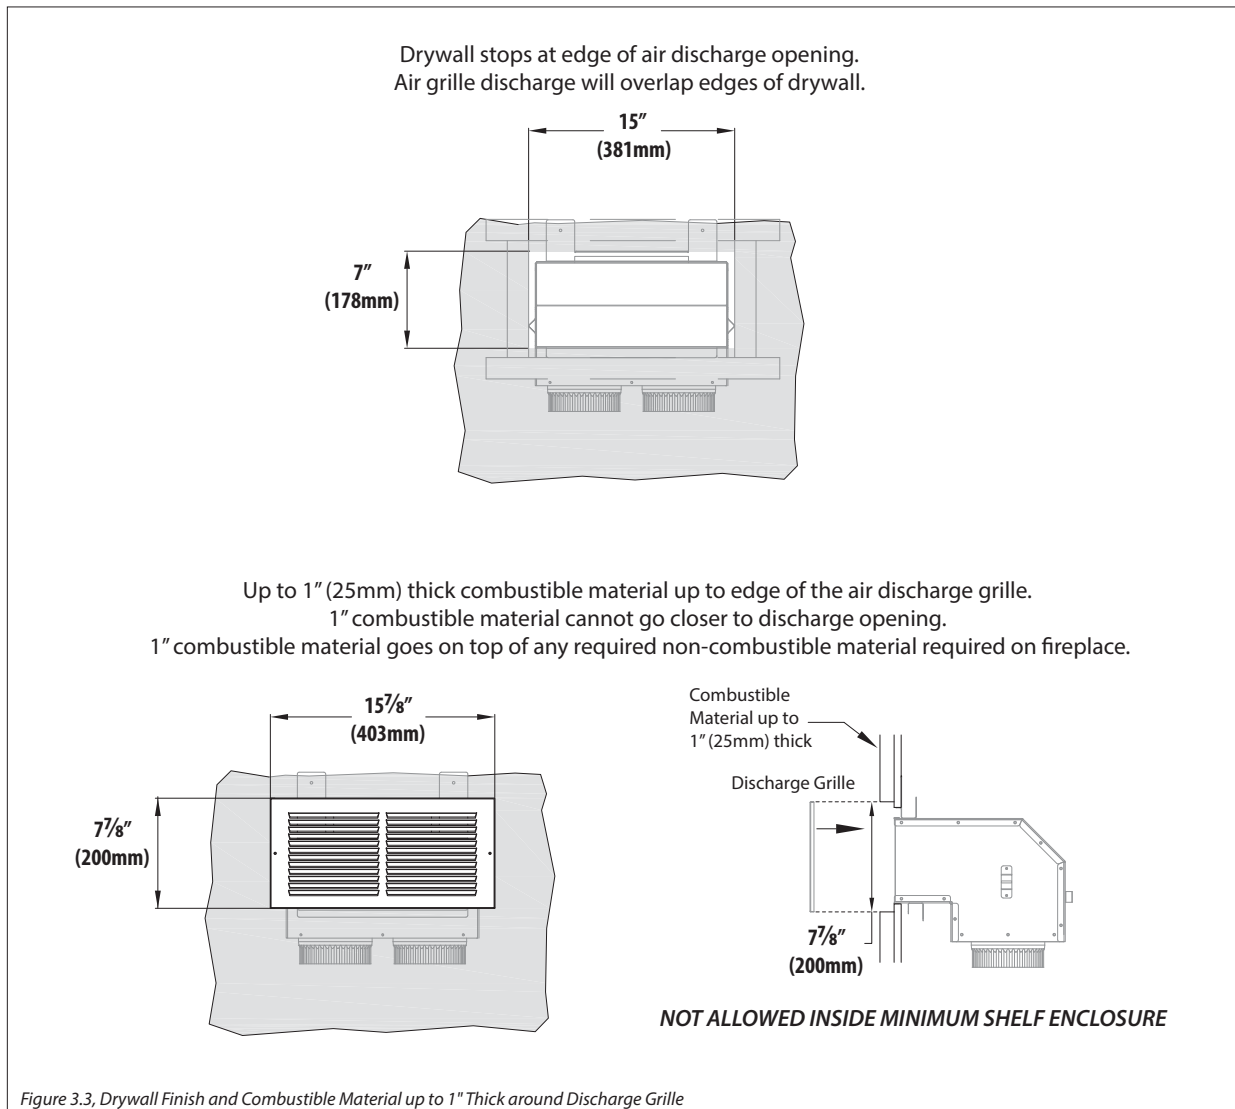 Drywall stops at edge of air discharge opening.
Air grille discharge will overlap edges of drywall.
15”
(381mm)
7”
(178mm)
Up to 1” (25mm) thick combustible material up to edge of the air discharge grille.
1” combustible material cannot go closer to discharge opening.
1” combustible material goes on top of any required non-combustible material required on fireplace.
15⅞”
(403mm)
7⅞”
(200mm)
Combustible
Material up to
1” (25mm) thick
Discharge Grille
7⅞”
(200mm)
NOT ALLOWED INSIDE MINIMUM SHELF ENCLOSURE
Figure 3.3, Drywall Finish and Combustible Material up to 1" Thick around Discharge Grille